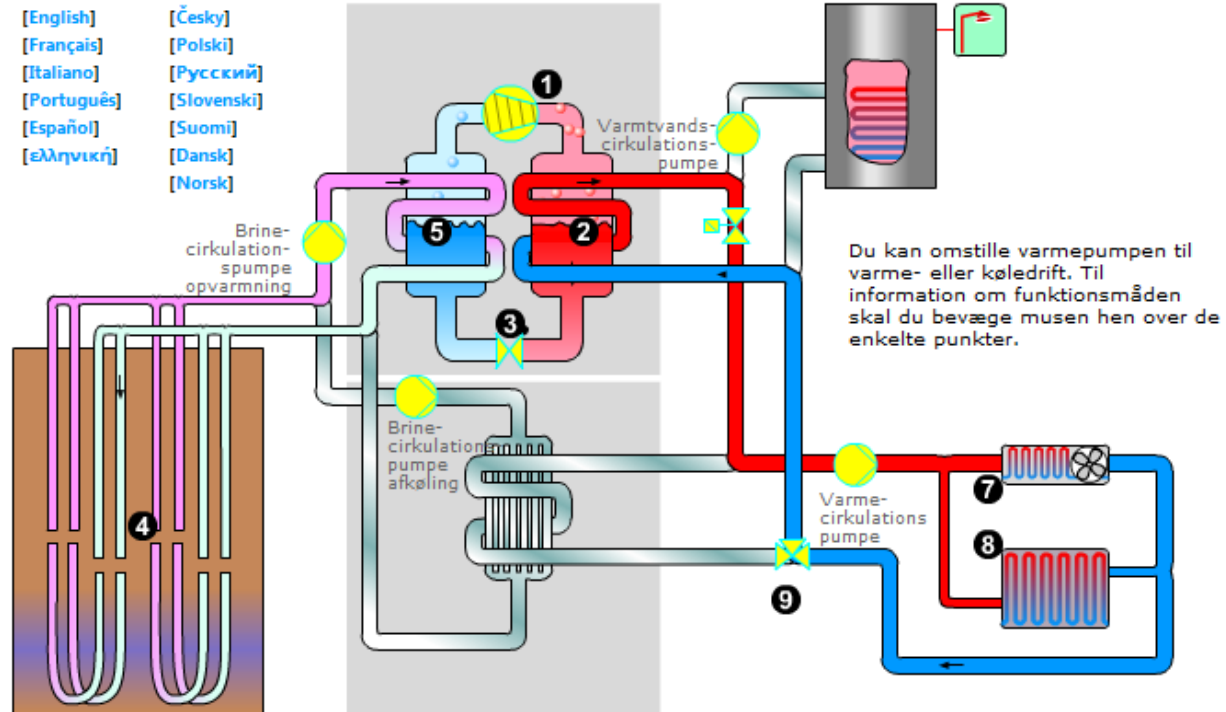 [English]
[Français]
[Italiano]
[Português]
[Español]
[ελληνική]
[Česky]
[Polski]
[Русский]
[Slovenski]
[Suomi]
[Dansk]
[Norsk]
1
Varmtvands-
cirkulations-
pumpe
5
2
Brine-
cirkulation-
spumpe
opvarmning
3
Du kan omstille varmepumpen til
varme- eller køledrift. Til
information om funktionsmåden
skal du bevæge musen hen over de
enkelte punkter.
Brine-
cirkulations
pumpe
afkøling
4
7
Varme-
cirkulations
pumpe
8
9